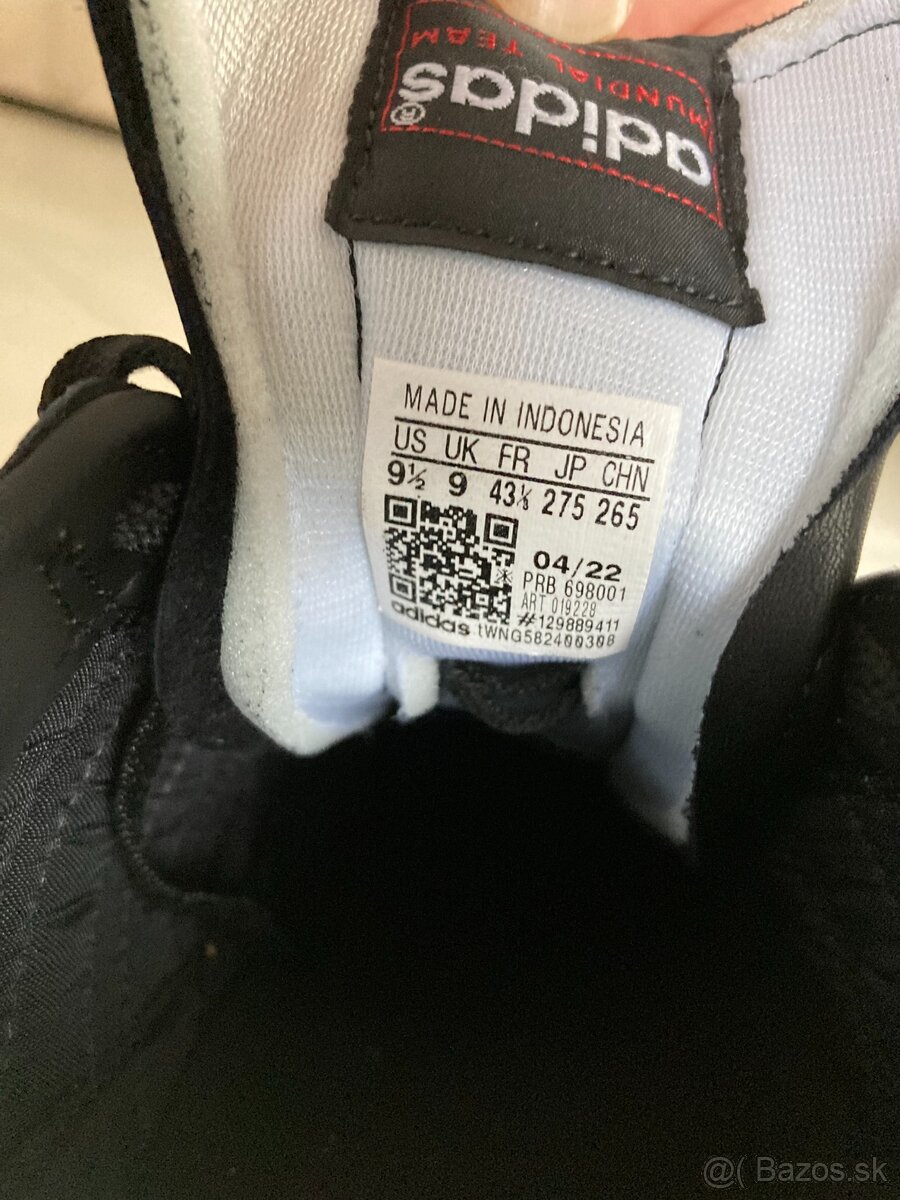 adidas®
MUNDIAL TEAM
MADE IN INDONESIA
US UK FR JP CHN
9½ 9 43⅓ 275 265
04/22
PRB 698001
ART 019228
#129889411
adidas tWNG582400308
@( Bazos.sk